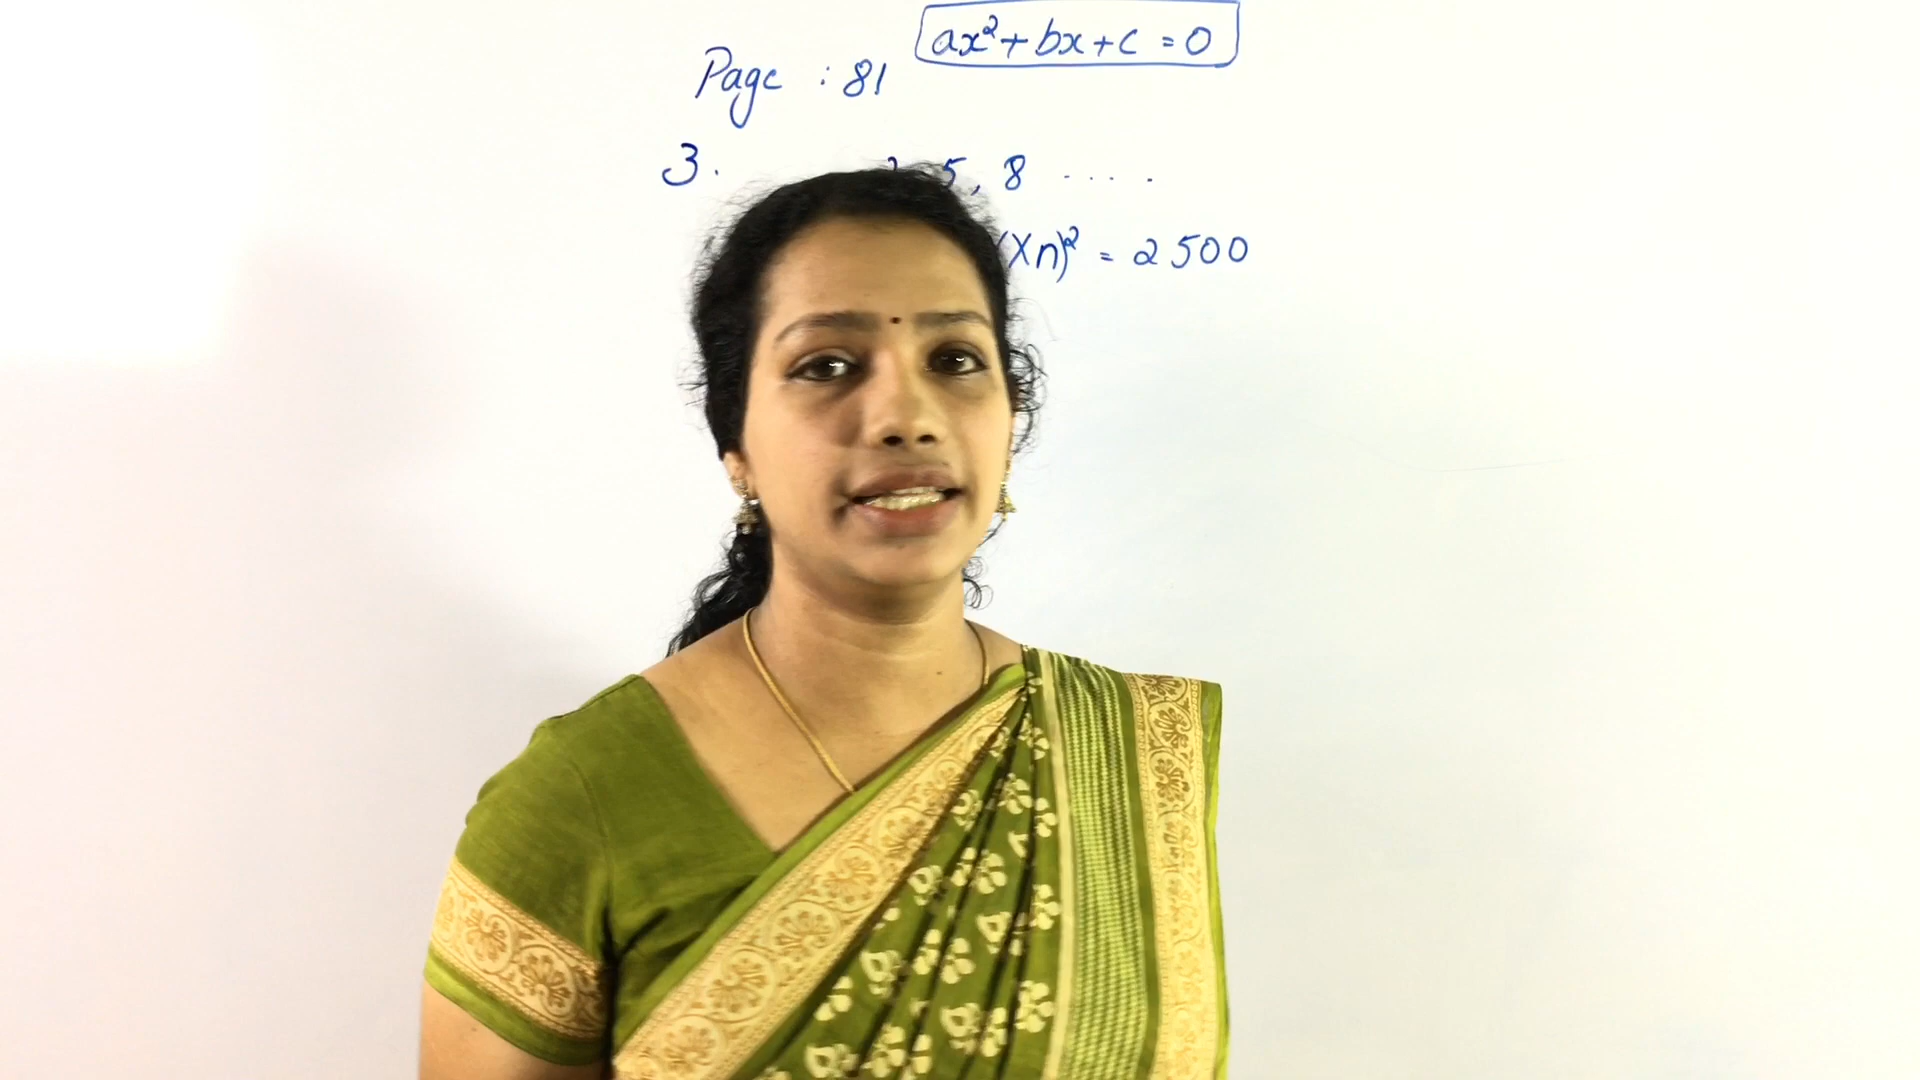 ax²+bx+c = 0
Page : 81
3. 5, 8 .....
(Xn)² = 2500